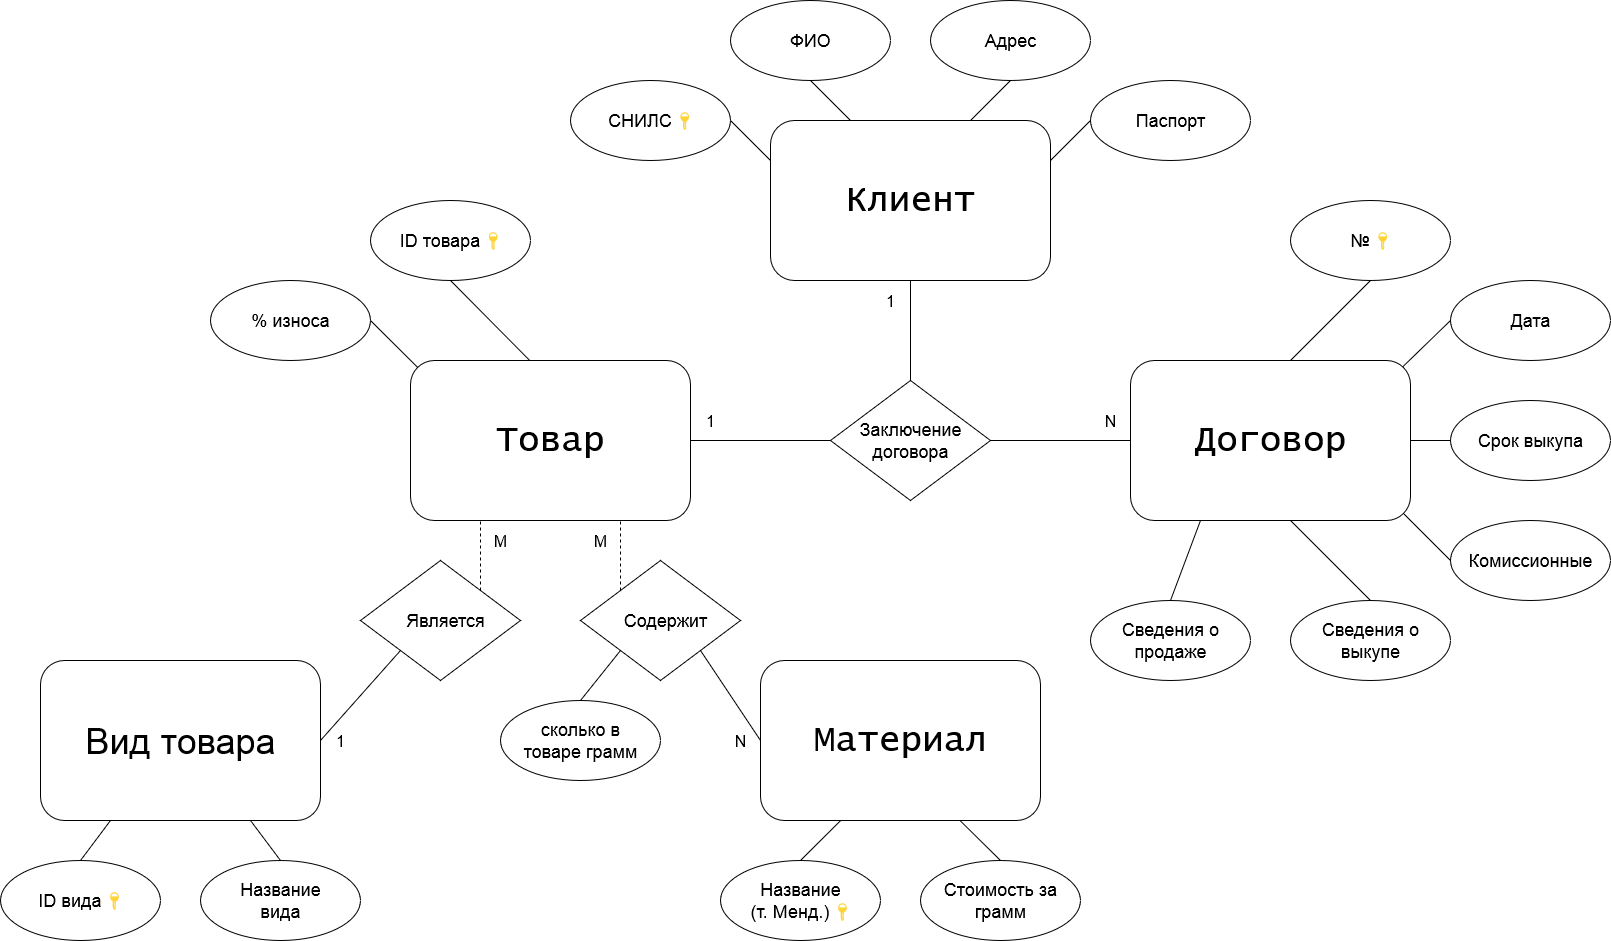 ФИО
Адрес
СНИЛС
Паспорт
Клиент
ID товара
№
% износа
Дата
1
Товар
1
Заключение
договора
N
Договор
Срок выкупа
M
M
Комиссионные
Является
Содержит
Сведения о
продаже
Сведения о
выкупе
Вид товара
1
сколько в
товаре грамм
N
Материал
ID вида
Название
вида
Название
(т. Менд.)
Стоимость за
грамм